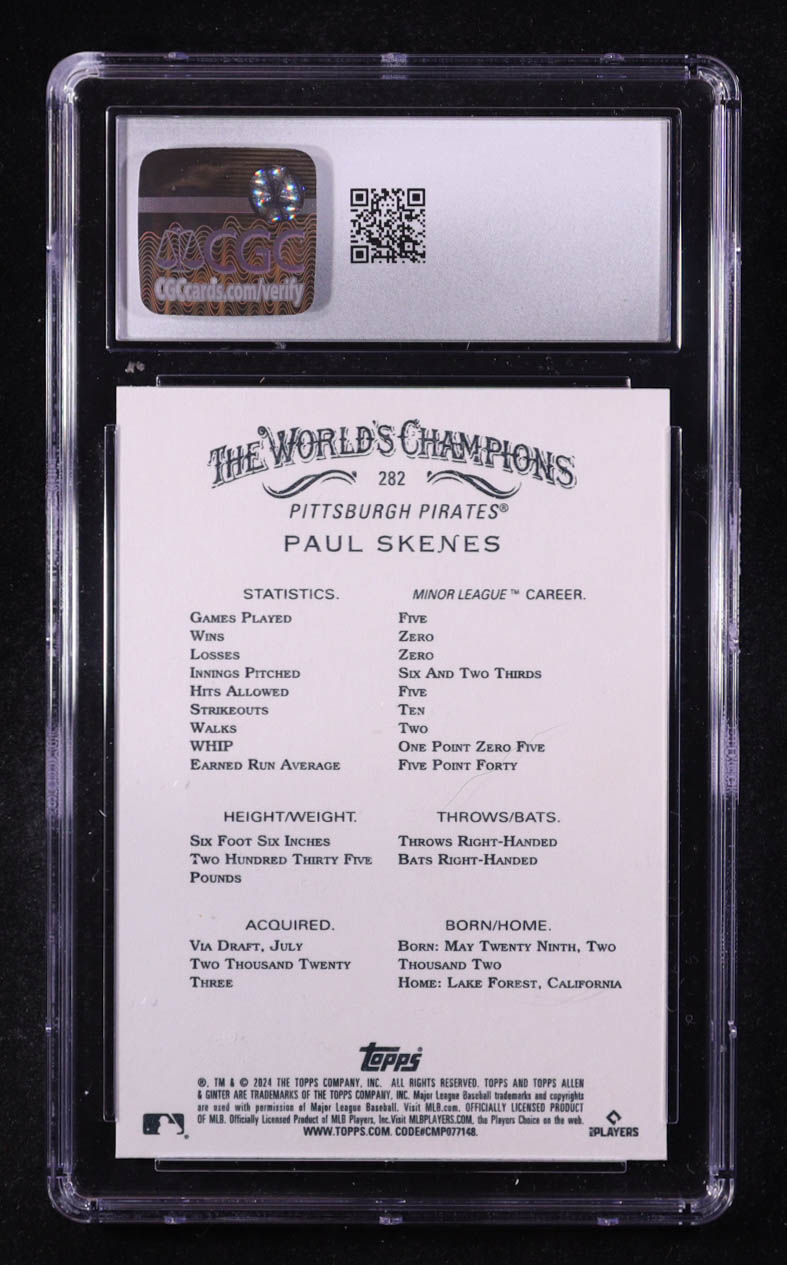 CGC
CGCcards.com/verify
THE WORLD'S CHAMPIONS
282
PITTSBURGH PIRATES®
PAUL SKENES
STATISTICS. MINOR LEAGUE™ CAREER.
GAMES PLAYED FIVE
WINS ZERO
LOSSES ZERO
INNINGS PITCHED SIX AND TWO THIRDS
HITS ALLOWED FIVE
STRIKEOUTS TEN
WALKS TWO
WHIP ONE POINT ZERO FIVE
EARNED RUN AVERAGE FIVE POINT FORTY
HEIGHT/WEIGHT.
SIX FOOT SIX INCHES
TWO HUNDRED THIRTY FIVE
POUNDS
THROWS/BATS.
THROWS RIGHT-HANDED
BATS RIGHT-HANDED
ACQUIRED.
VIA DRAFT, JULY
TWO THOUSAND TWENTY
THREE
BORN/HOME.
BORN: MAY TWENTY NINTH, TWO
THOUSAND TWO
HOME: LAKE FOREST, CALIFORNIA
Topps®
®, TM & © 2024 THE TOPPS COMPANY, INC. ALL RIGHTS RESERVED. TOPPS AND TOPPS ALLEN
& GINTER ARE TRADEMARKS OF THE TOPPS COMPANY, INC. Major League Baseball trademarks and copyrights
are used with permission of Major League Baseball. Visit MLB.com. OFFICIALLY LICENSED PRODUCT
OF MLB. Officially Licensed Product of MLB Players, Inc. Visit MLBPLAYERS.COM, the Players Choice on the web.
WWW.TOPPS.COM. CODE#CMP077148.
PLAYERS